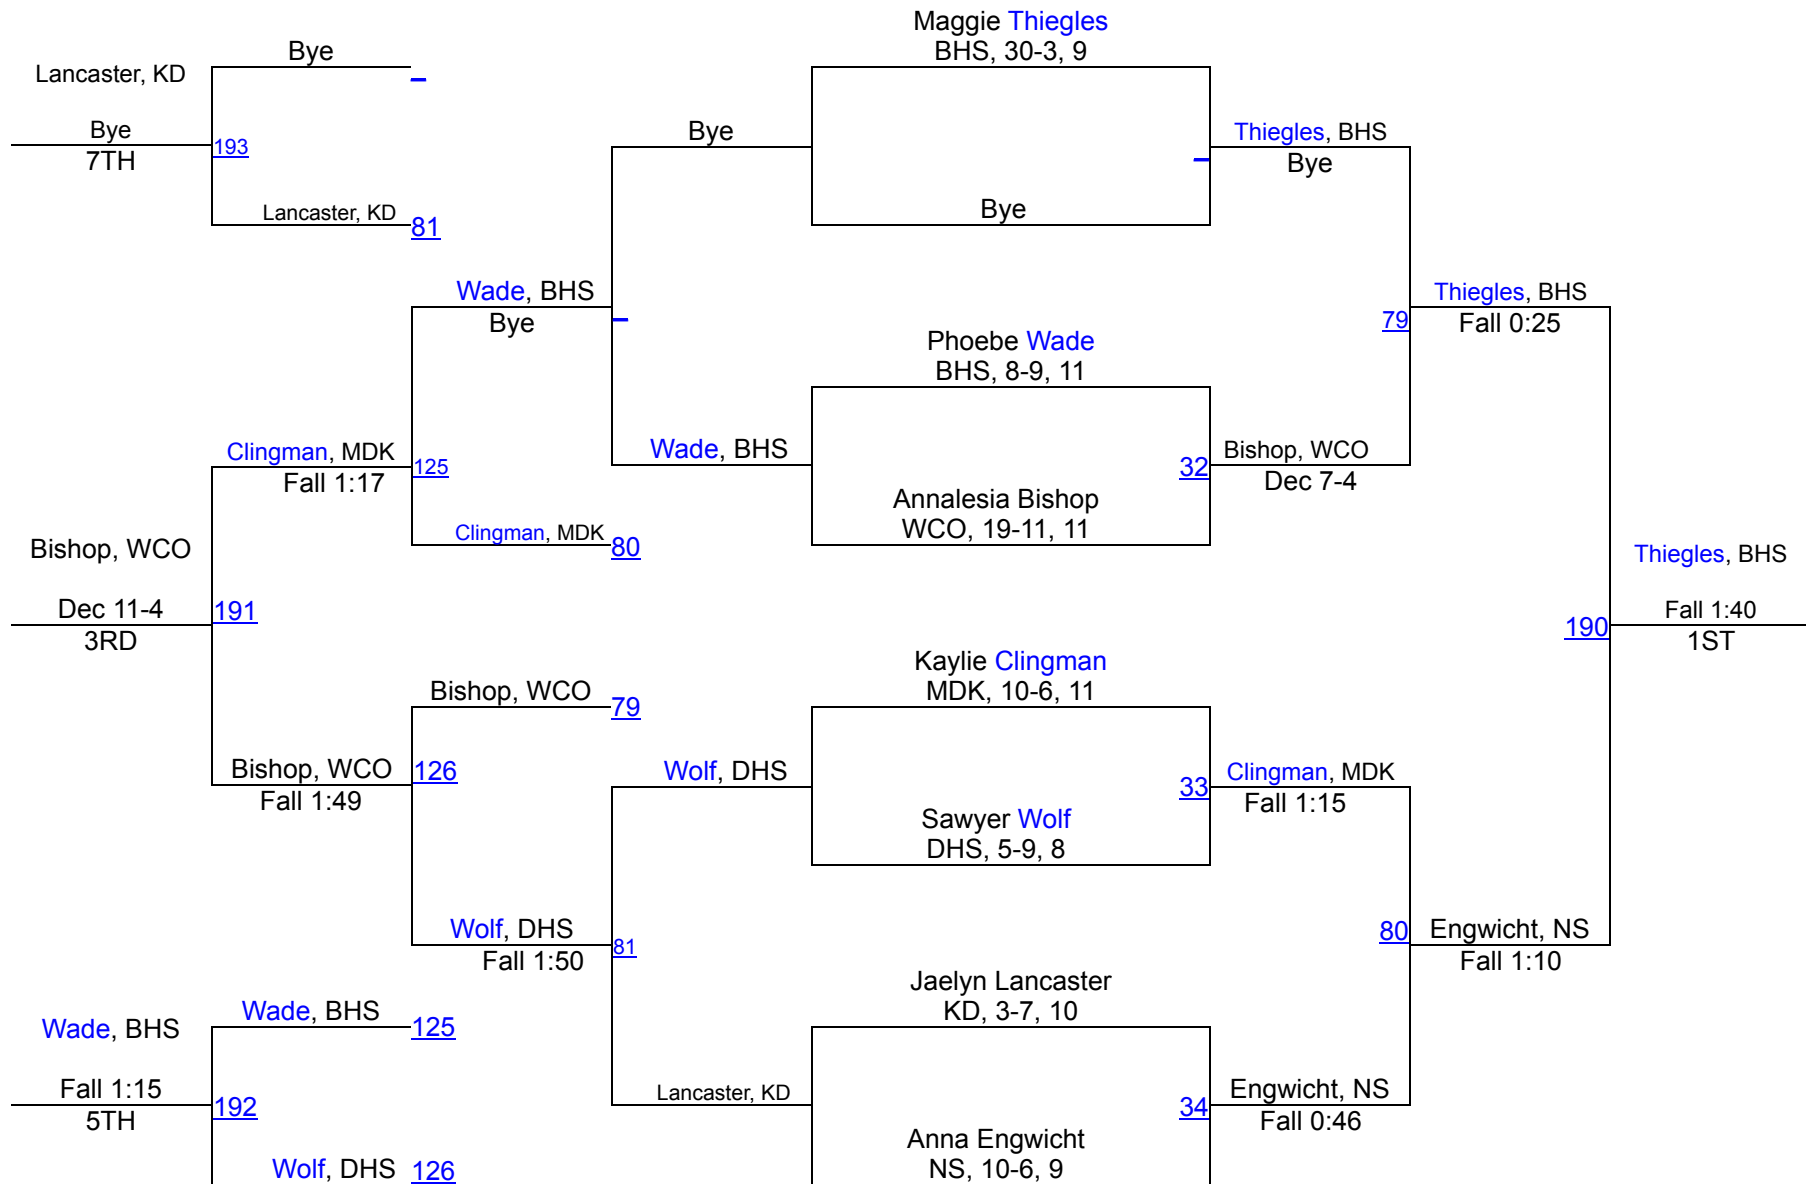 Maggie Thiegles
BHS, 30-3, 9
Bye
Lancaster, KD
Bye
7TH
193
Lancaster, KD
81
Bye
Thiegles, BHS
Bye
Bye
Wade, BHS
Bye
Thiegles, BHS
79
Fall 0:25
Phoebe Wade
BHS, 8-9, 11
Clingman, MDK
Fall 1:17
125
Wade, BHS
32
Bishop, WCO
Dec 7-4
Annalesia Bishop
WCO, 19-11, 11
Clingman, MDK
80
Bishop, WCO
Dec 11-4
3RD
191
Thiegles, BHS
Fall 1:40
190
1ST
Kaylie Clingman
MDK, 10-6, 11
Bishop, WCO
79
Bishop, WCO
Fall 1:49
126
Wolf, DHS
33
Clingman, MDK
Fall 1:15
Sawyer Wolf
DHS, 5-9, 8
Wolf, DHS
Fall 1:50
81
80
Engwicht, NS
Fall 1:10
Jaelyn Lancaster
KD, 3-7, 10
Wade, BHS
125
Wade, BHS
Fall 1:15
5TH
192
Lancaster, KD
34
Engwicht, NS
Fall 0:46
Anna Engwicht
NS, 10-6, 9
Wolf, DHS
126